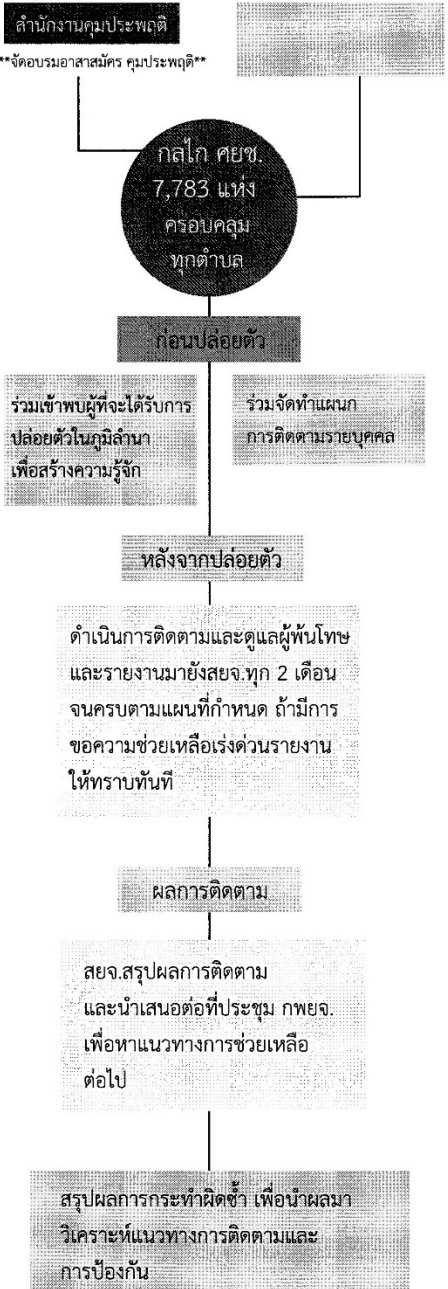 สำนักงานคุมประพฤติ
**จัดอบรมอาสาสมัคร คุมประพฤติ**
กลไก ศยช.
7,783 แห่ง
ครอบคลุม
ทุกตำบล
ก่อนปล่อยตัว
ร่วมเข้าพบผู้ที่จะได้รับการ
ปล่อยตัวในภูมิลำนา
เพื่อสร้างความรู้จัก
ร่วมจัดทำแผนก
การติดตามรายบุคคล
หลังจากปล่อยตัว
ดำเนินการติดตามและดูแลผู้พ้นโทษ
และรายงานมายังสยจ.ทุก 2 เดือน
จนครบตามแผนที่กำหนด ถ้ามีการ
ขอความช่วยเหลือเร่งด่วนรายงาน
ให้ทราบทันที
ผลการติดตาม
สยจ.สรุปผลการติดตาม
และนำเสนอต่อที่ประชุม กพยจ.
เพื่อหาแนวทางการช่วยเหลือ
ต่อไป
สรุปผลการกระทำผิดซ้ำ เพื่อนำผลมา
วิเคราะห์แนวทางการติดตามและ
การป้องกัน